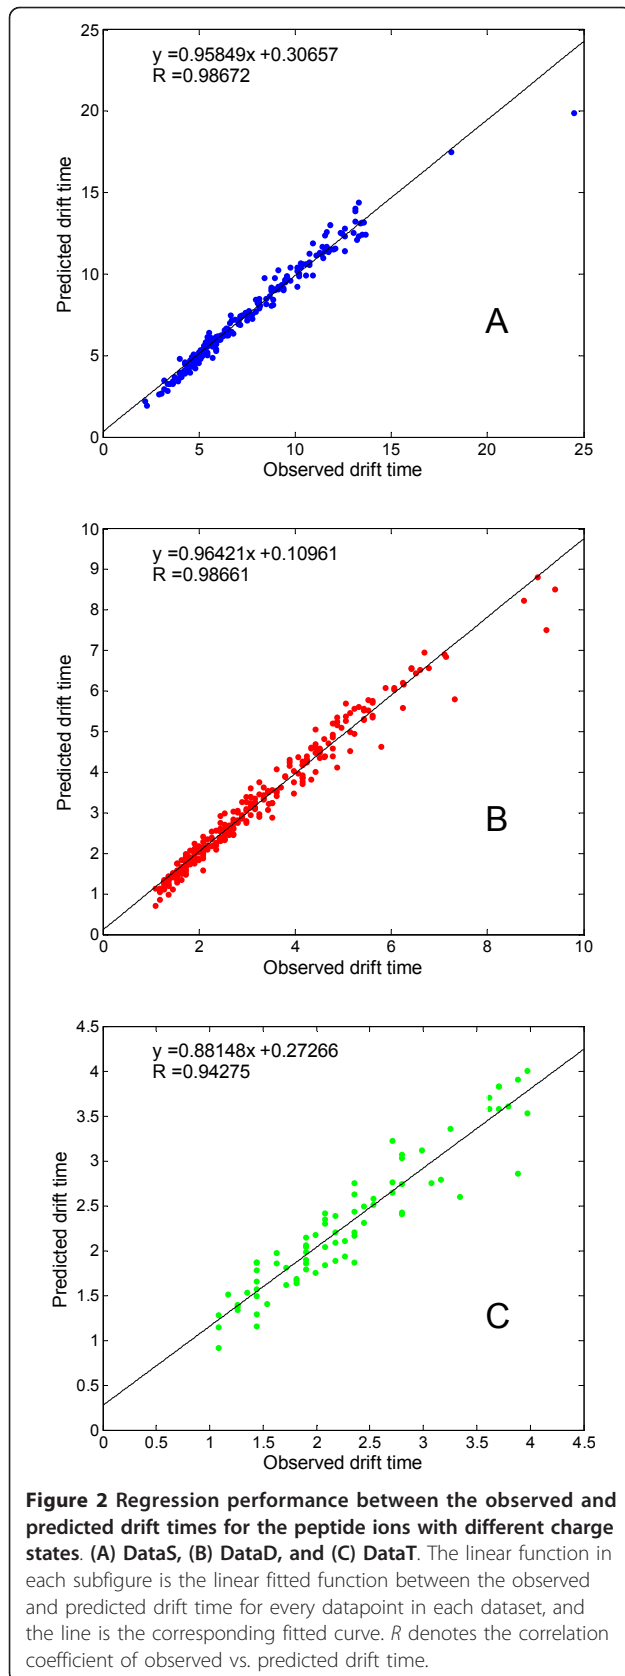 25
20
15
10
5
0
0 5 10 15 20 25
y =0.95849x +0.30657
R =0.98672
A
Predicted drift time
Observed drift time
10
9
8
7
6
5
4
3
2
1
0
0 2 4 6 8 10
y =0.96421x +0.10961
R =0.98661
B
Predicted drift time
Observed drift time
4.5
4
3.5
3
2.5
2
1.5
1
0.5
0
0 0.5 1 1.5 2 2.5 3 3.5 4 4.5
y =0.88148x +0.27266
R =0.94275
C
Predicted drift time
Observed drift time
Figure 2 Regression performance between the observed and
predicted drift times for the peptide ions with different charge
states. (A) DataS, (B) DataD, and (C) DataT. The linear function in
each subfigure is the linear fitted function between the observed
and predicted drift time for every datapoint in each dataset, and
the line is the corresponding fitted curve. R denotes the correlation
coefficient of observed vs. predicted drift time.